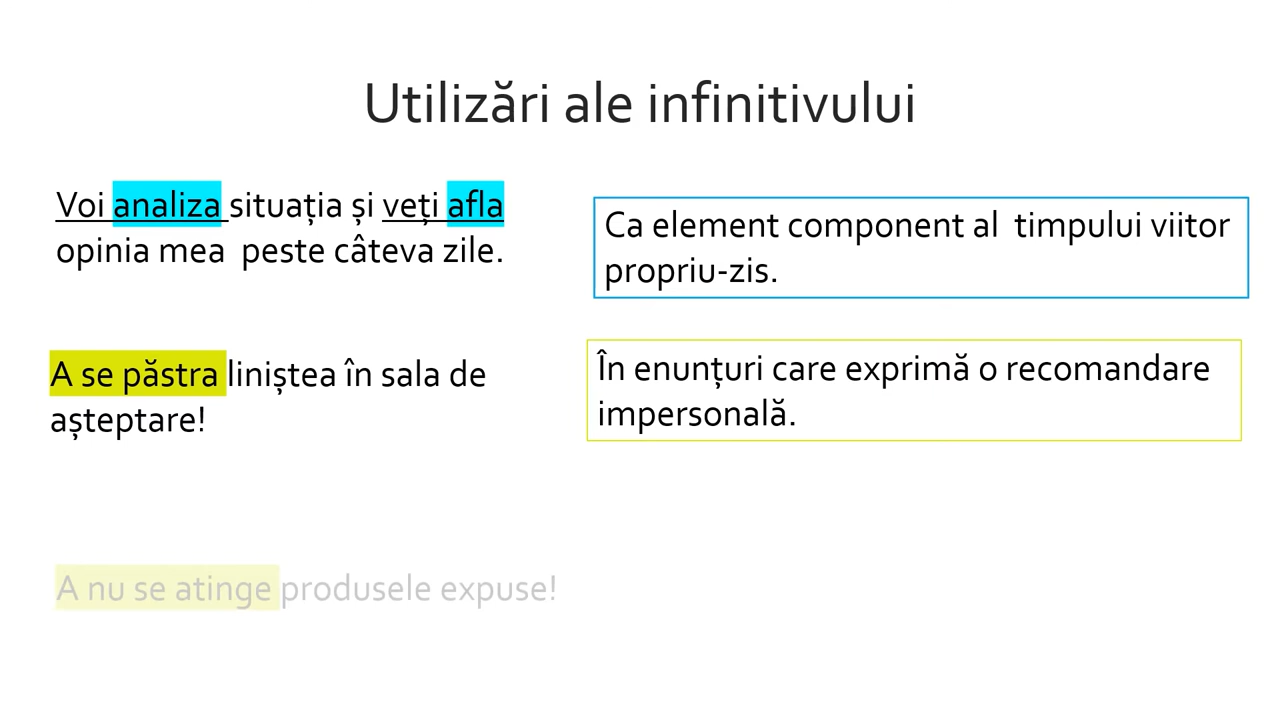 Utilizări ale infinitivului
Voi analiza situația și veți afla
opinia mea peste câteva zile.
Ca element component al timpului viitor
propriu-zis.
A se păstra liniștea în sala de
așteptare!
În enunțuri care exprimă o recomandare
impersonală.
A nu se atinge produsele expuse!